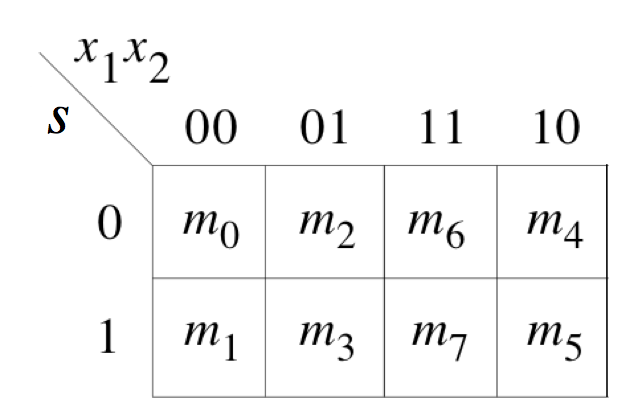 x₁x₂
s
00 01 11 10
0 m₀ m₂ m₆ m₄
1 m₁ m₃ m₇ m₅